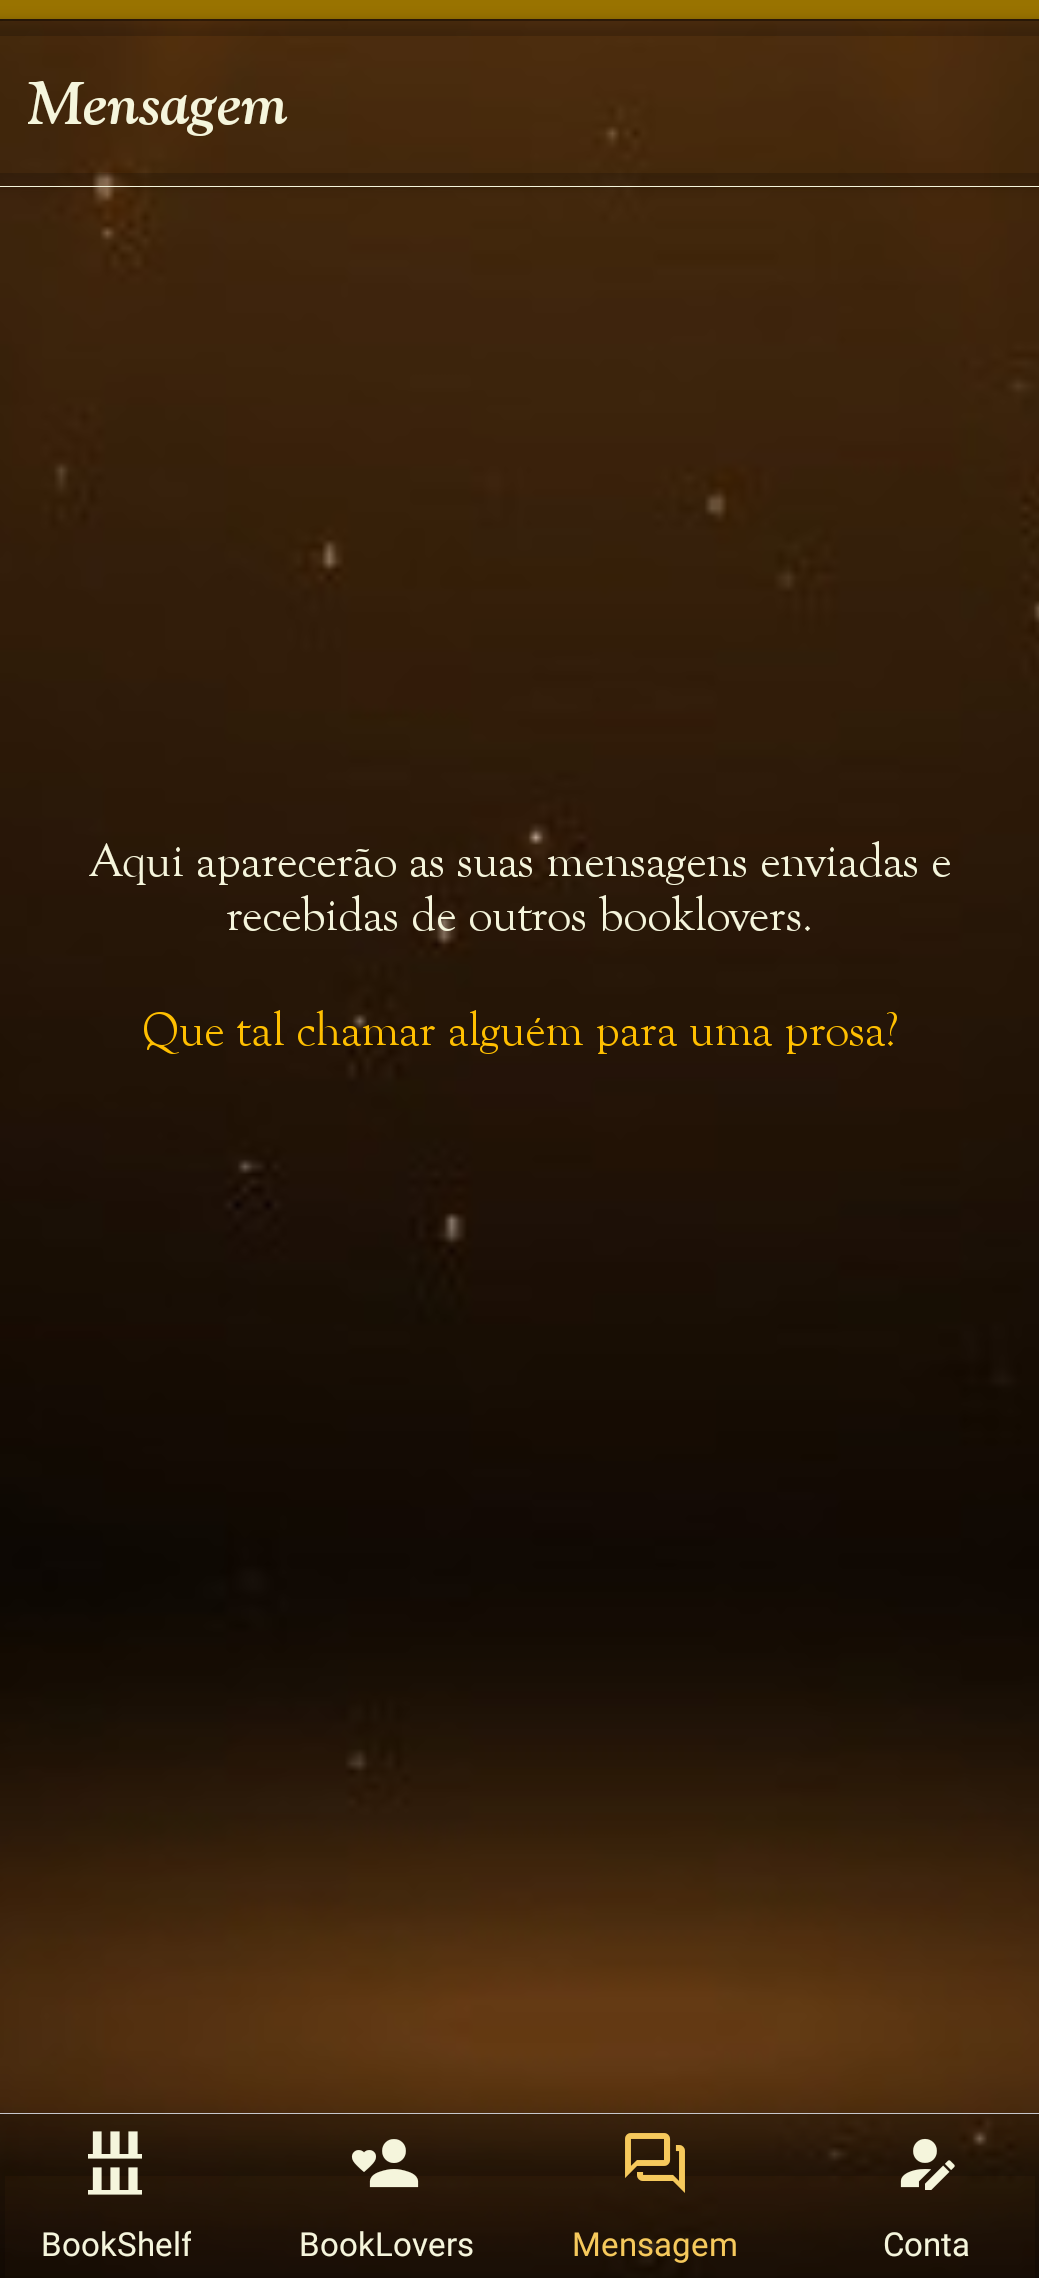 Mensagem
Aqui aparecerão as suas mensagens enviadas e
recebidas de outros booklovers.
Que tal chamar alguém para uma prosa?
BookShelf
BookLovers
Mensagem
Conta